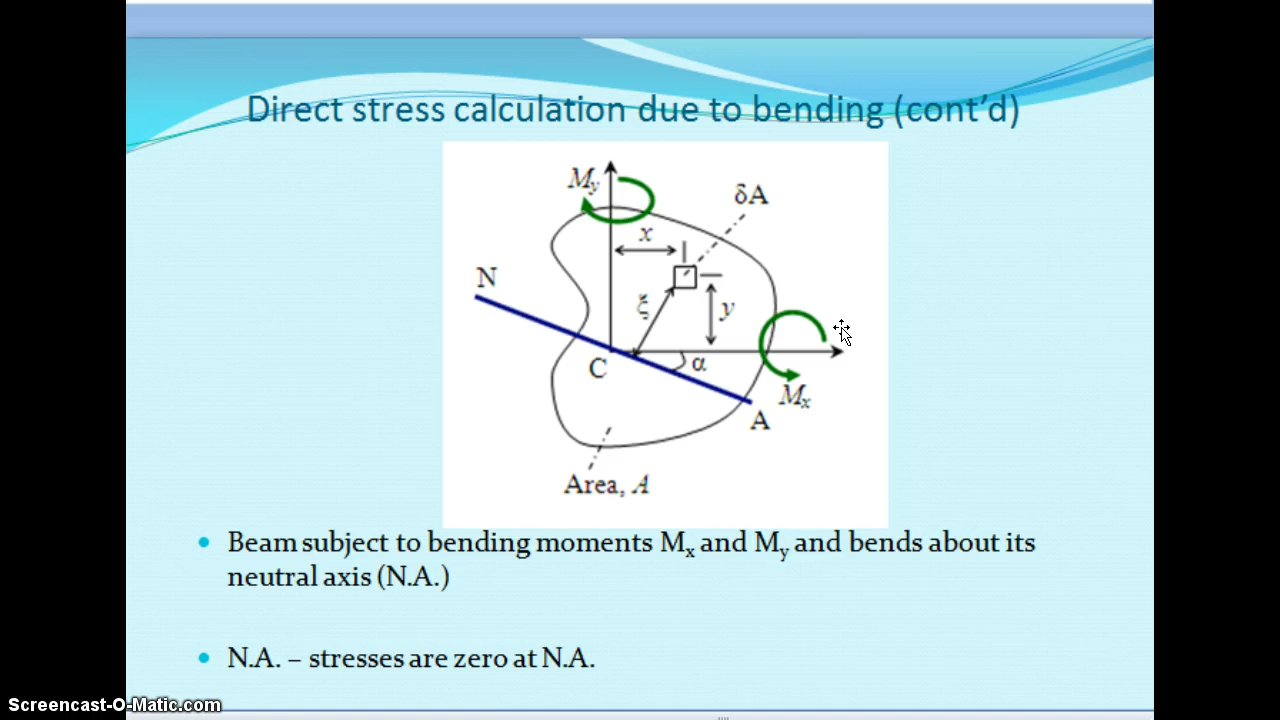 Direct stress calculation due to bending (cont'd)
My
δA
x
N
ξ
y
C
α
Mx
A
Area, A
• Beam subject to bending moments Mx and My and bends about its
neutral axis (N.A.)
• N.A. – stresses are zero at N.A.
Screencast-O-Matic.com